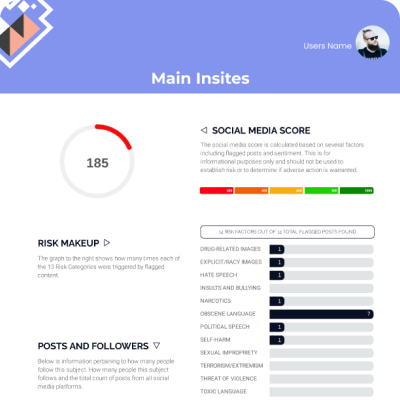 Users Name
Main Insites
185
SOCIAL MEDIA SCORE
The social media score is calculated based on several factors
including flagged posts and sentiment. This is for
informational purposes only and should not be used to
establish risk or to determine if adverse action is warranted.
RISK MAKEUP
The graph to the right shows how many times each of
the 13 Risk Categories were triggered by flagged
content.
14 RISK FACTORS OUT OF 12 TOTAL FLAGGED POSTS FOUND
DRUG-RELATED IMAGES 1
EXPLICIT/RACY IMAGES 1
HATE SPEECH 1
INSULTS AND BULLYING
NARCOTICS 1
OBSCENE LANGUAGE 7
POLITICAL SPEECH 1
SELF-HARM 1
SEXUAL IMPROPRIETY
TERRORISM/EXTREMISM
THREAT OF VIOLENCE
TOXIC LANGUAGE
POSTS AND FOLLOWERS
Below is information pertaining to how many people
follow this subject. How many people this subject
follows and the total count of posts from all social
media platforms.